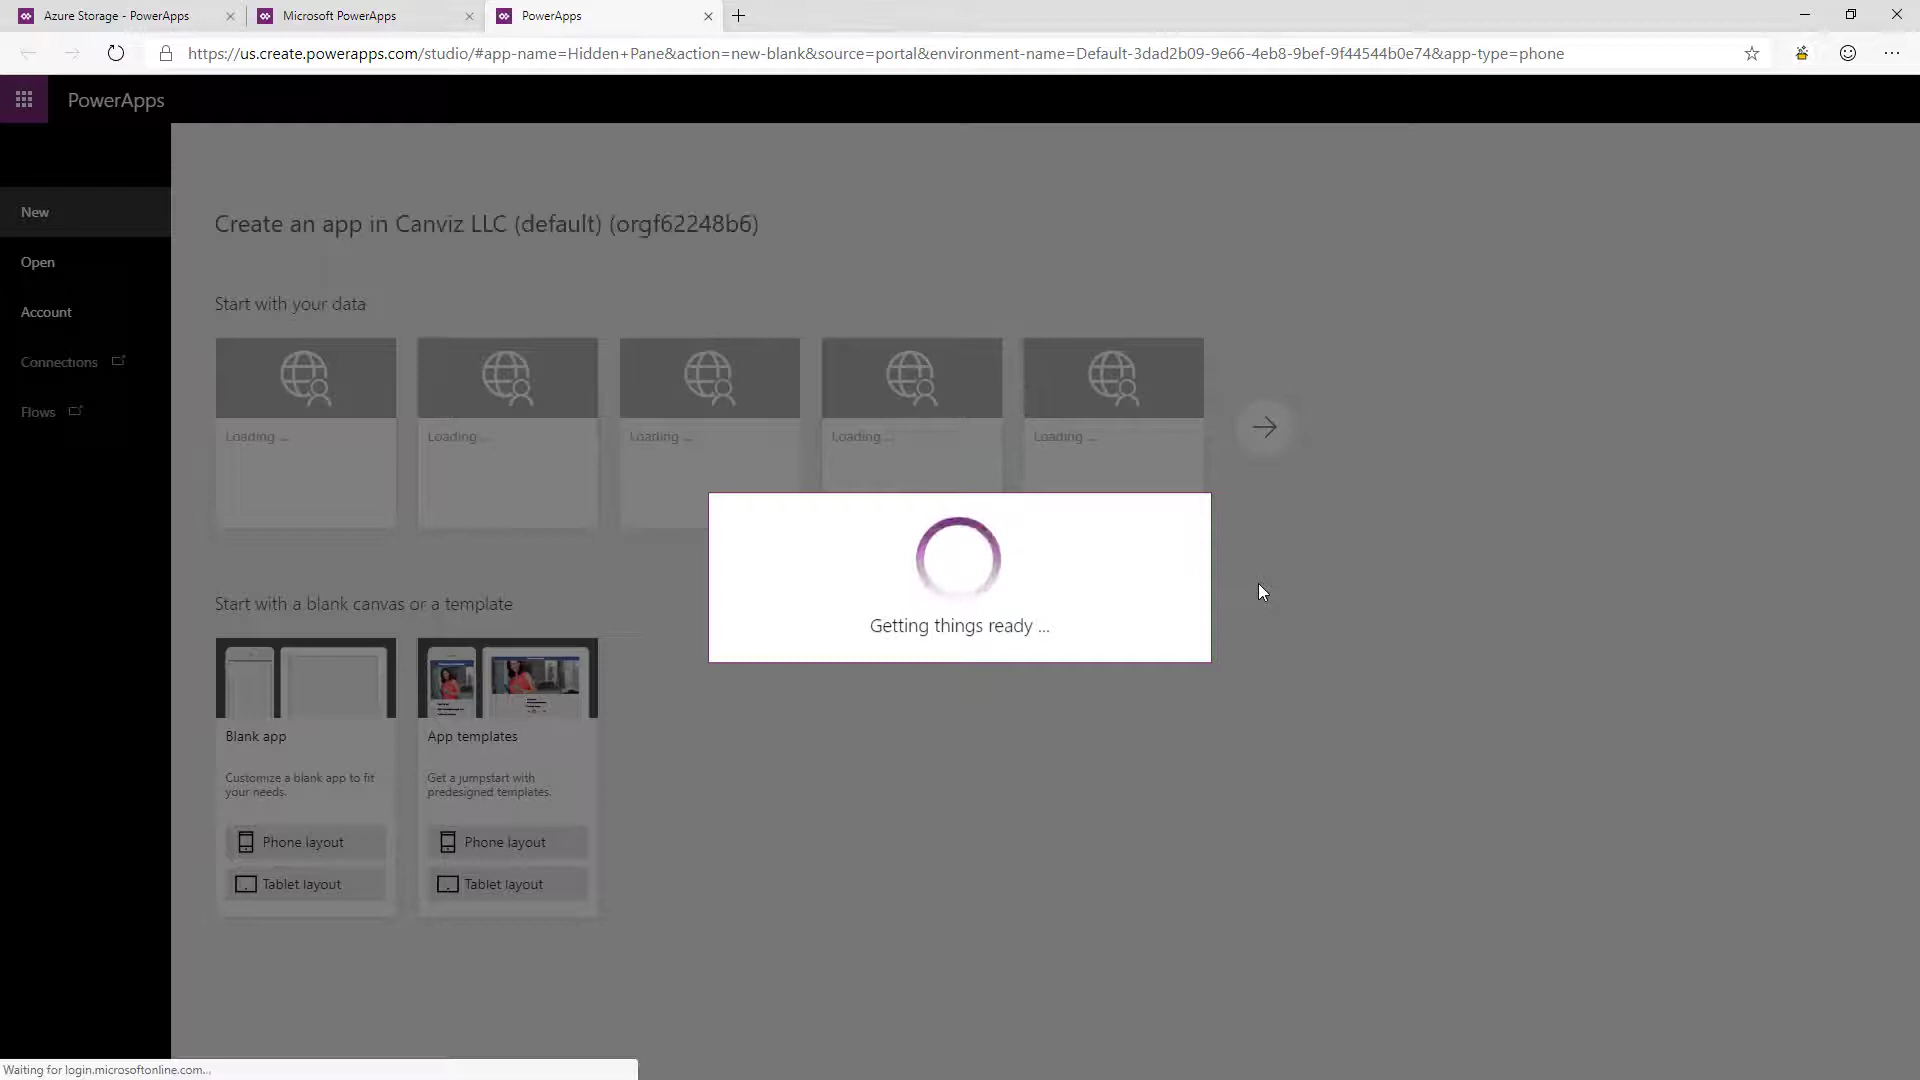 Azure Storage - PowerApps
Microsoft PowerApps
PowerApps
https://us.create.powerapps.com/studio/#app-name=Hidden+Pane&action=new-blank&source=portal&environment-name=Default-3dad2b09-9e66-4eb8-9bef-9f44544b0e74&app-type=phone
PowerApps
New
Open
Account
Connections
Flows
Create an app in Canviz LLC (default) (orgf62248b6)
Start with your data
Loading ...
Loading ...
Loading ...
Loading ...
Loading ...
Getting things ready ...
Start with a blank canvas or a template
Blank app
Customize a blank app to fit
your needs.
Phone layout
Tablet layout
App templates
Get a jumpstart with
predesigned templates.
Phone layout
Tablet layout
Waiting for login.microsoftonline.com...